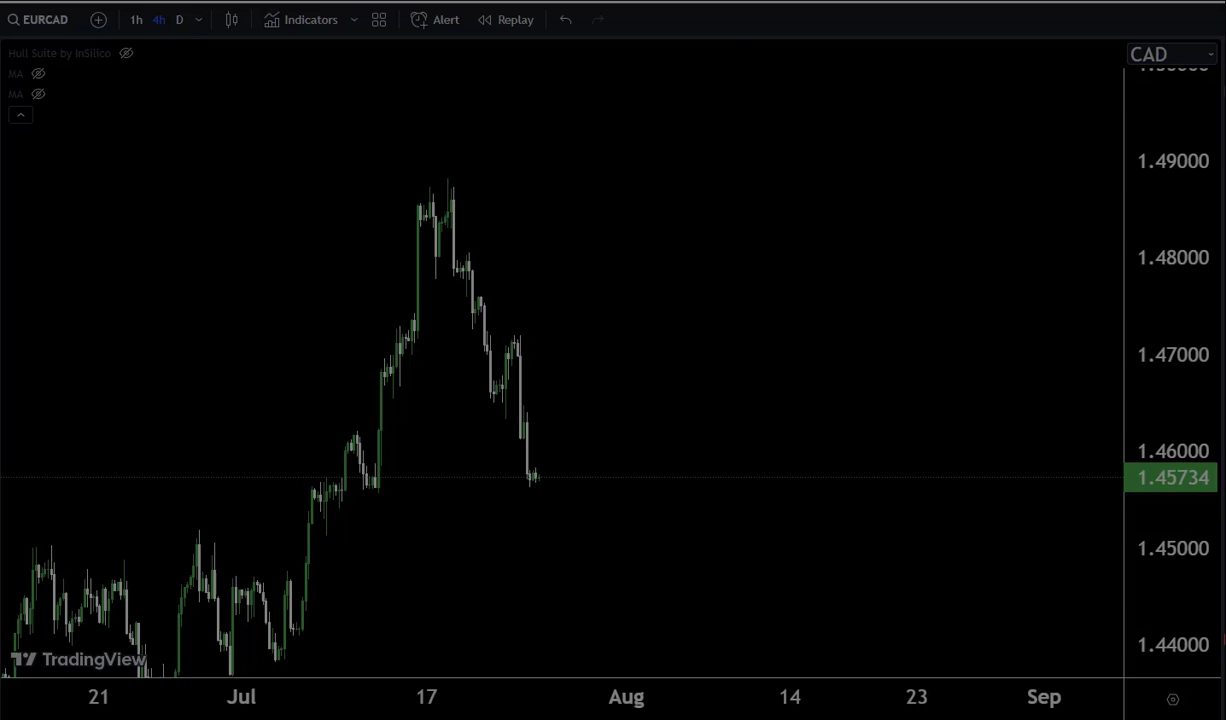 EURCAD 1h 4h D Indicators Alert Replay
Hull Suite by InSilico
CAD
MA
MA
1.49000
1.48000
1.47000
1.46000
1.45734
1.45000
1.44000
TradingView
21 Jul 17 Aug 14 23 Sep